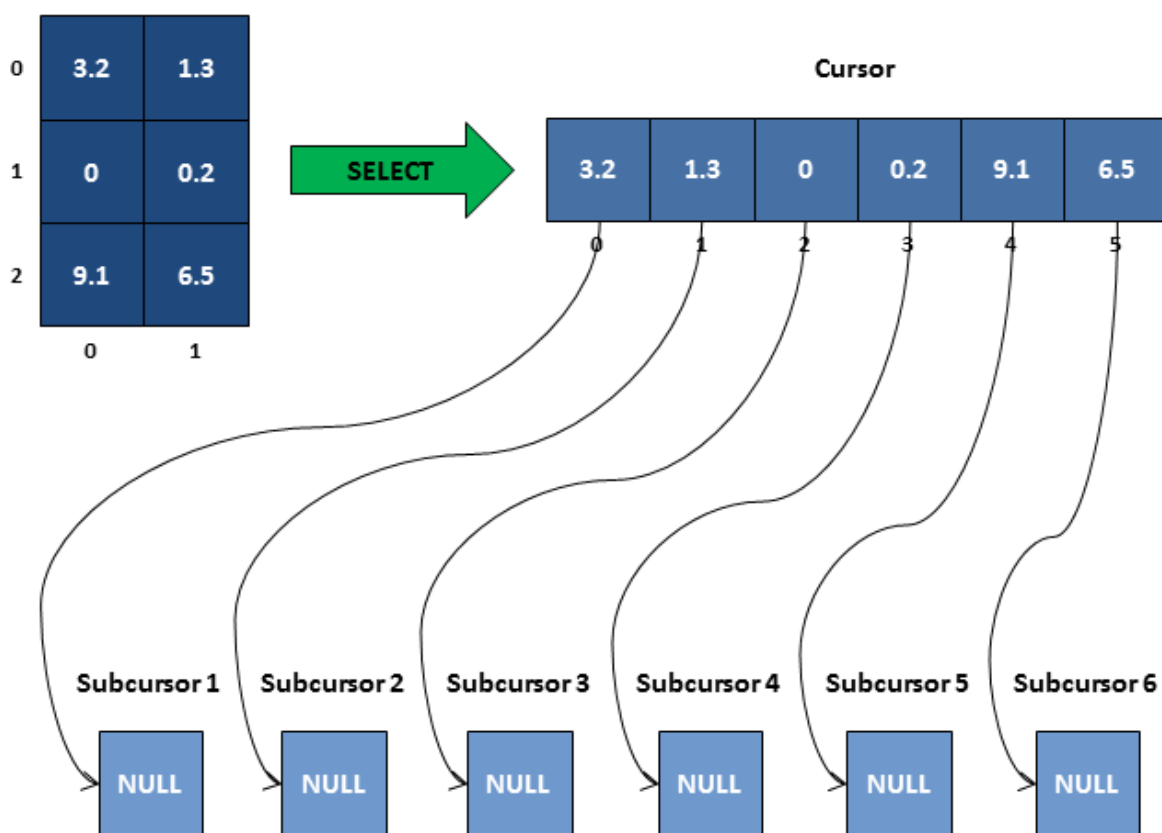 0 3.2 1.3
Cursor
1 0 0.2
SELECT
3.2 1.3 0 0.2 9.1 6.5
0 1 2 3 4 5
2 9.1 6.5
0 1
Subcursor 1 Subcursor 2 Subcursor 3 Subcursor 4 Subcursor 5 Subcursor 6
NULL NULL NULL NULL NULL NULL